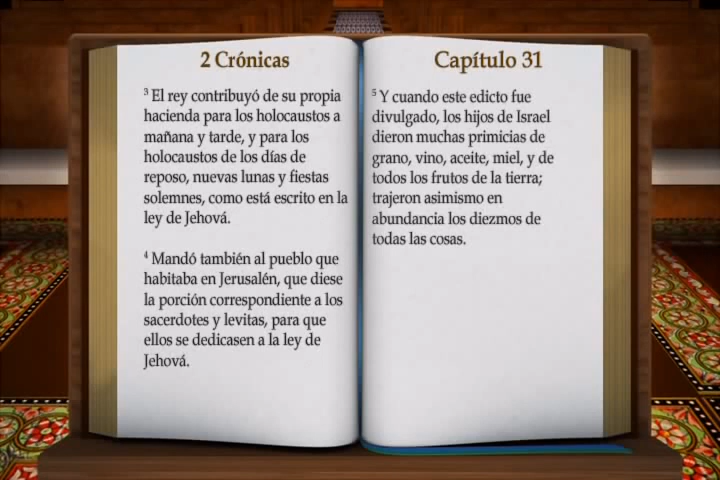 2 Crónicas
³ El rey contribuyó de su propia
hacienda para los holocaustos a
mañana y tarde, y para los
holocaustos de los días de
reposo, nuevas lunas y fiestas
solemnes, como está escrito en la
ley de Jehová.
⁴ Mandó también al pueblo que
habitaba en Jerusalén, que diese
la porción correspondiente a los
sacerdotes y levitas, para que
ellos se dedicasen a la ley de
Jehová.
Capítulo 31
⁵ Y cuando este edicto fue
divulgado, los hijos de Israel
dieron muchas primicias de
grano, vino, aceite, miel, y de
todos los frutos de la tierra;
trajeron asimismo en
abundancia los diezmos de
todas las cosas.